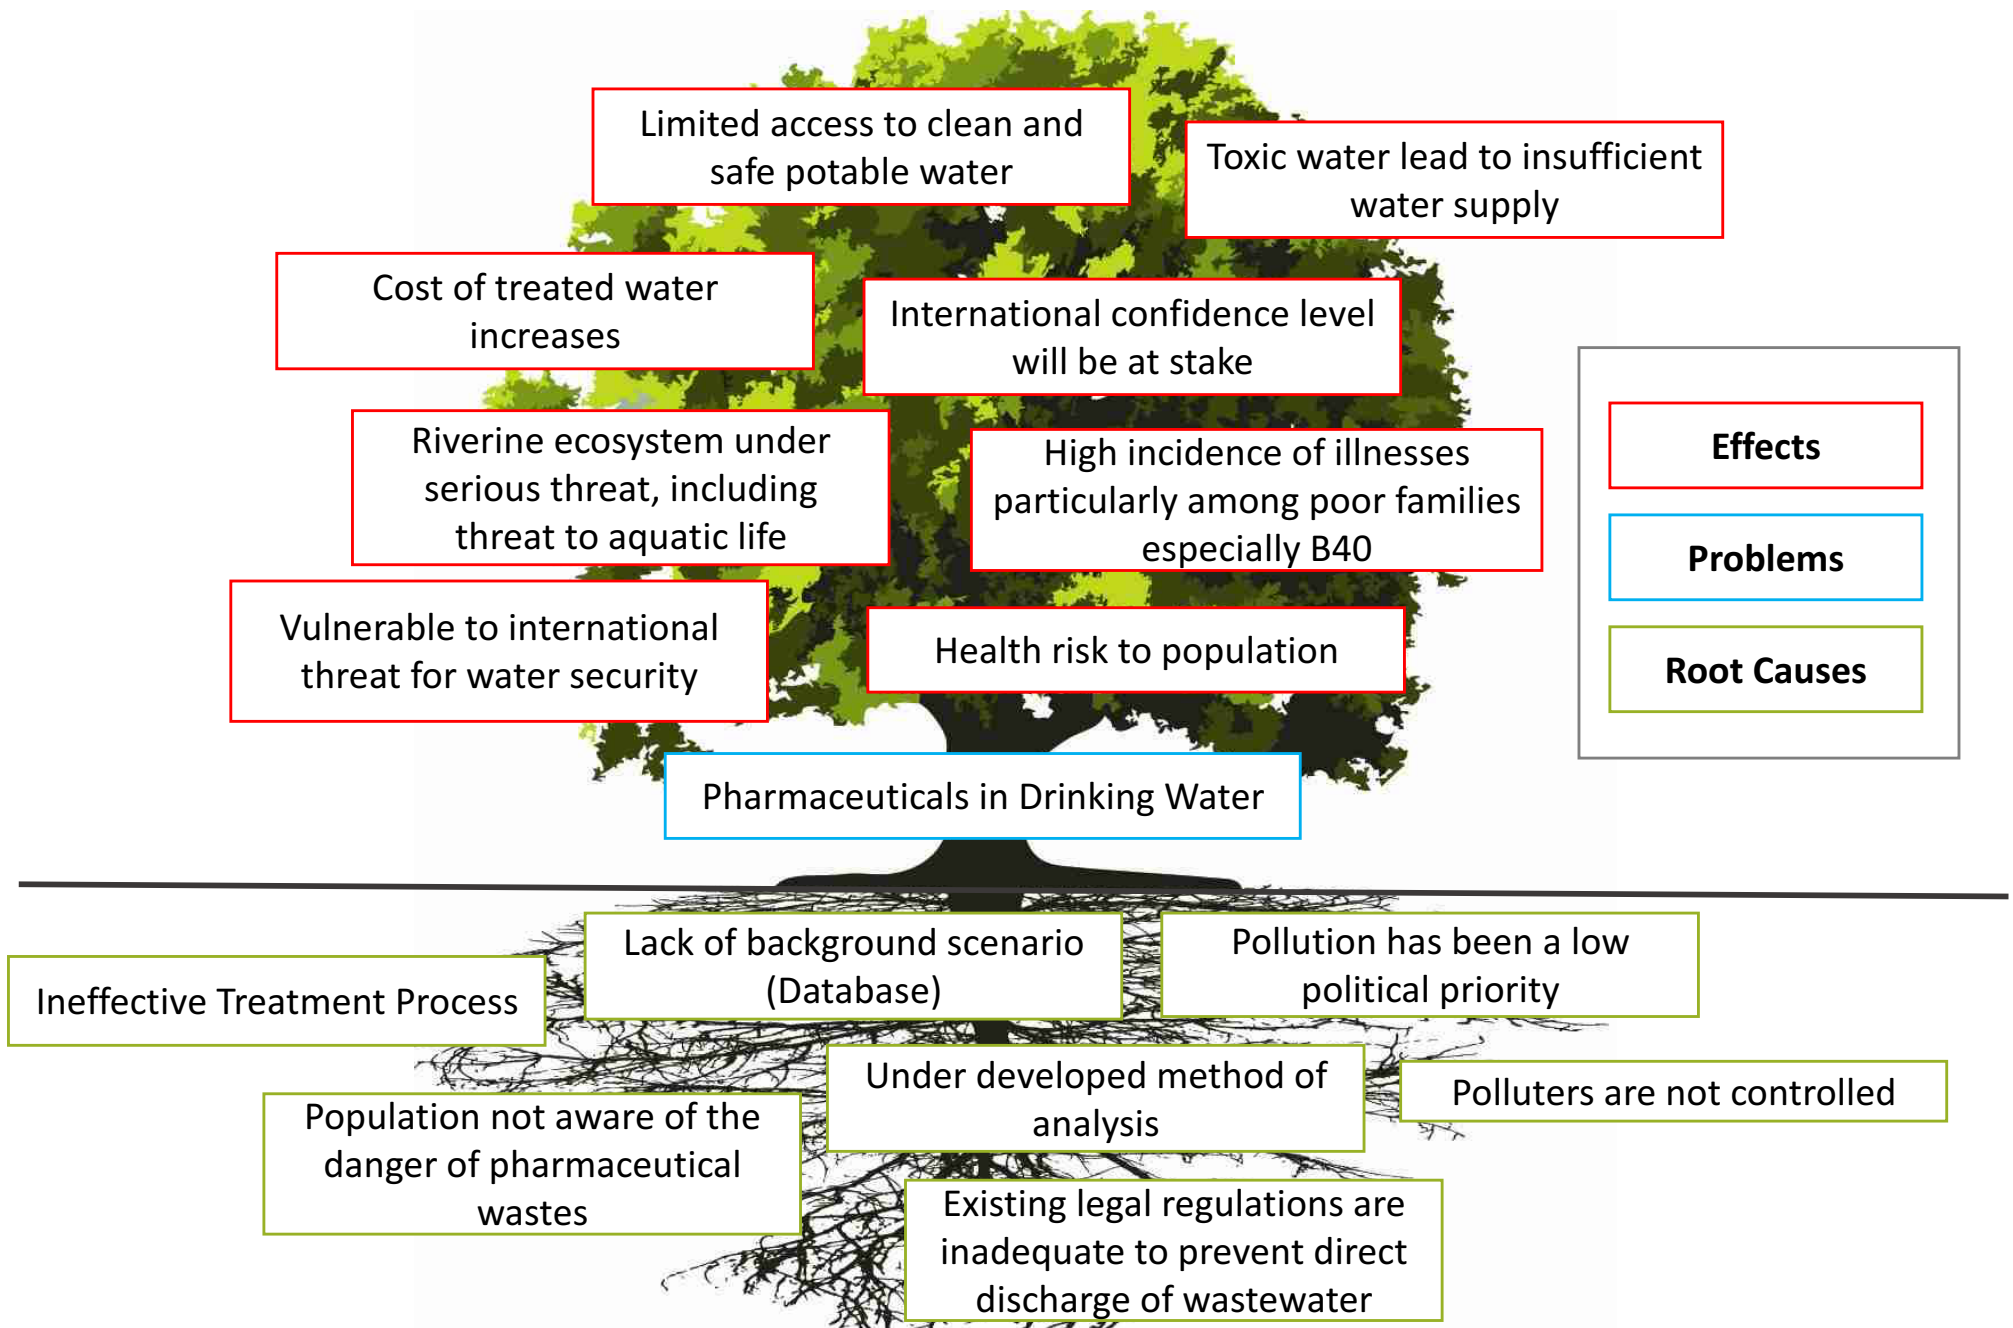 Limited access to clean and
safe potable water
Toxic water lead to insufficient
water supply
Cost of treated water
increases
International confidence level
will be at stake
Riverine ecosystem under
serious threat, including
threat to aquatic life
High incidence of illnesses
particularly among poor families
especially B40
Vulnerable to international
threat for water security
Health risk to population
Effects
Problems
Root Causes
Pharmaceuticals in Drinking Water
Lack of background scenario
(Database)
Pollution has been a low
political priority
Ineffective Treatment Process
Under developed method of
analysis
Polluters are not controlled
Population not aware of the
danger of pharmaceutical
wastes
Existing legal regulations are
inadequate to prevent direct
discharge of wastewater